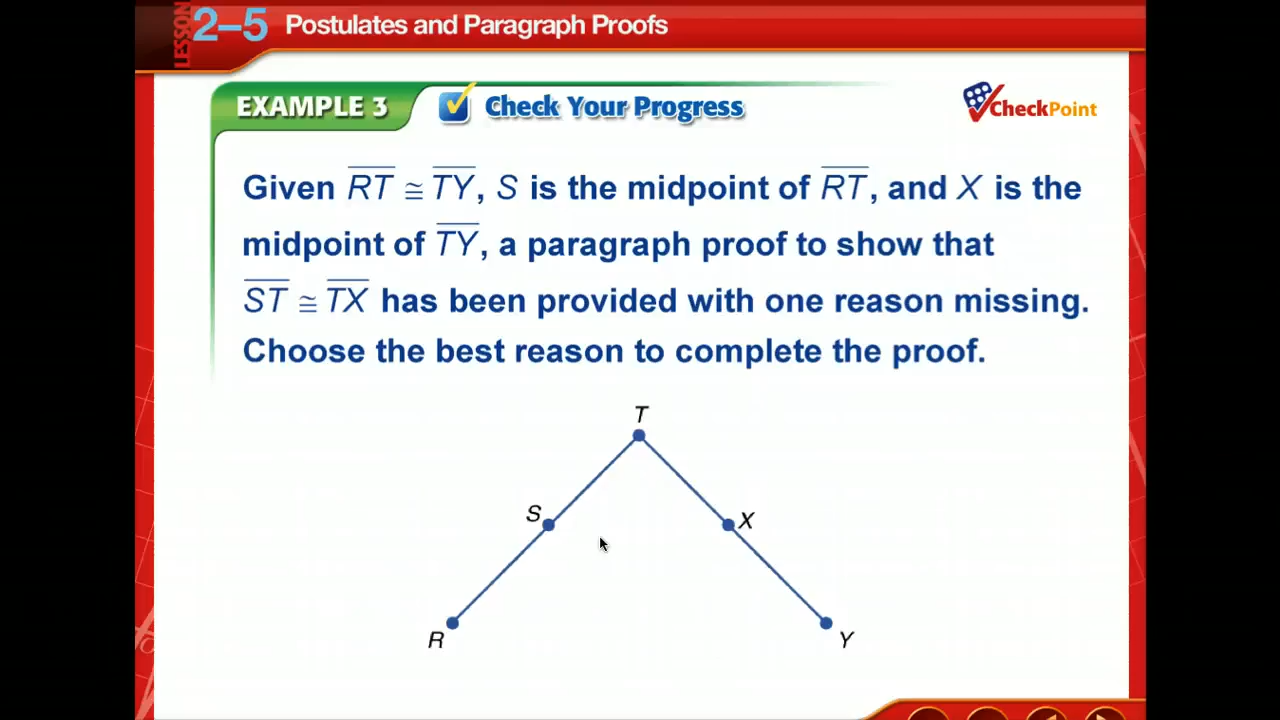 LESSON 2–5 Postulates and Paragraph Proofs
EXAMPLE 3 Check Your Progress CheckPoint
Given RT ≅ TY, S is the midpoint of RT, and X is the
midpoint of TY, a paragraph proof to show that
ST ≅ TX has been provided with one reason missing.
Choose the best reason to complete the proof.
T
S
X
R
Y